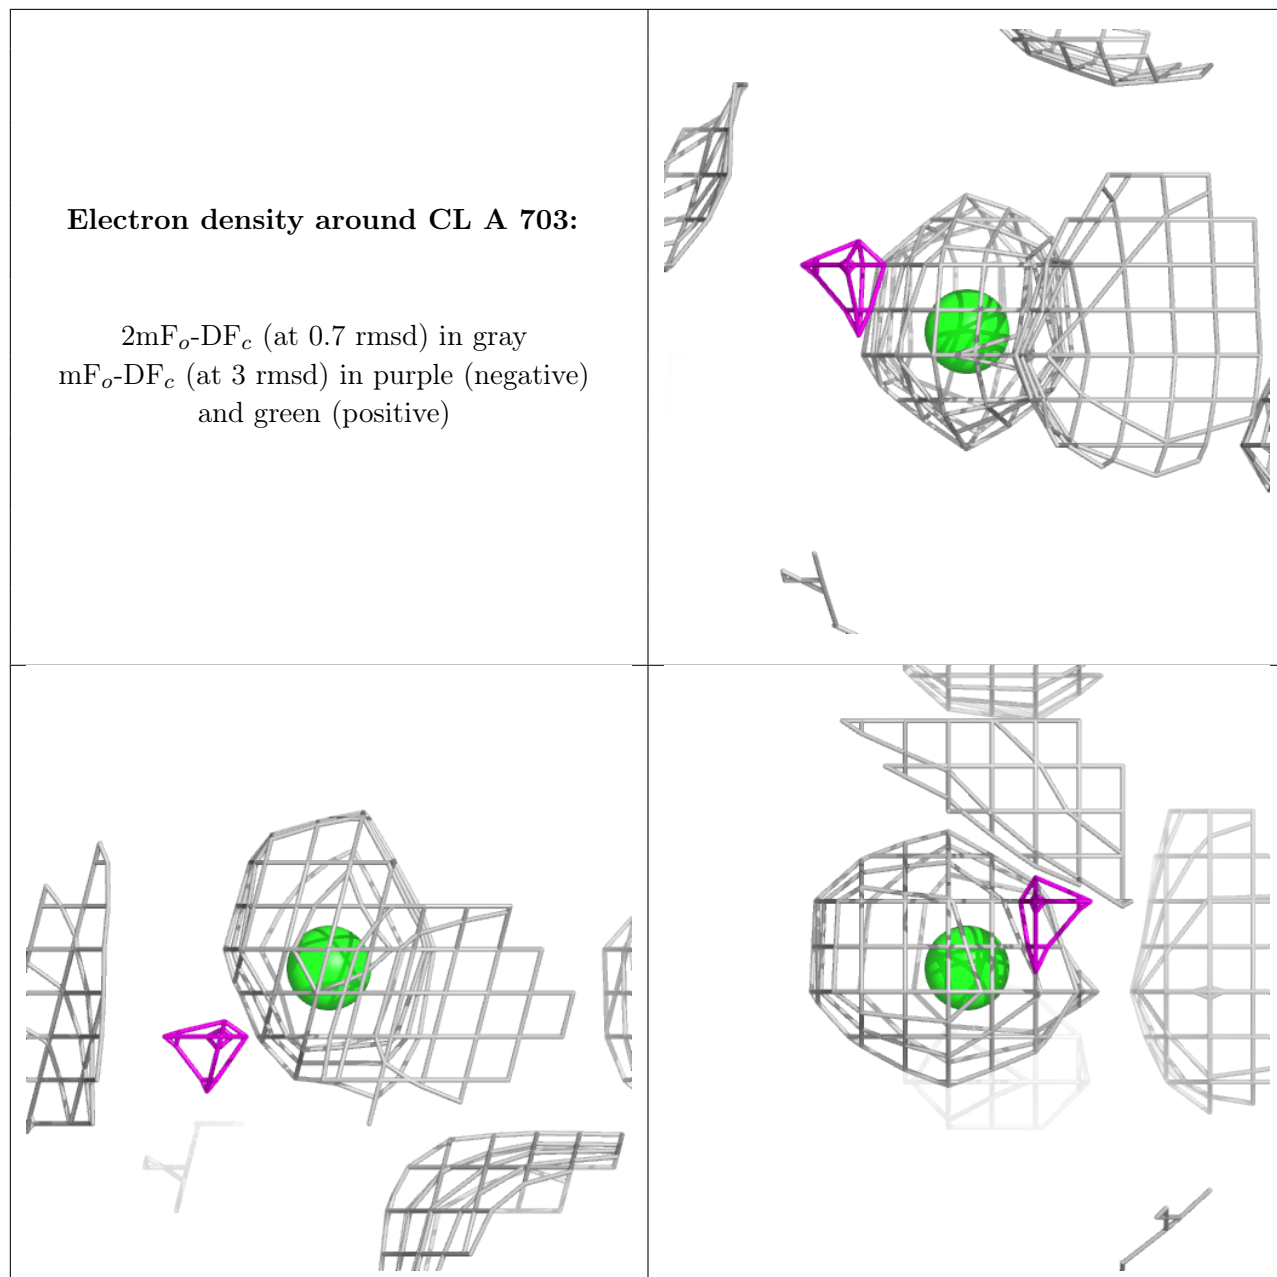 Electron density around CL A 703:
2mFo-DFc (at 0.7 rmsd) in gray
mFo-DFc (at 3 rmsd) in purple (negative)
and green (positive)